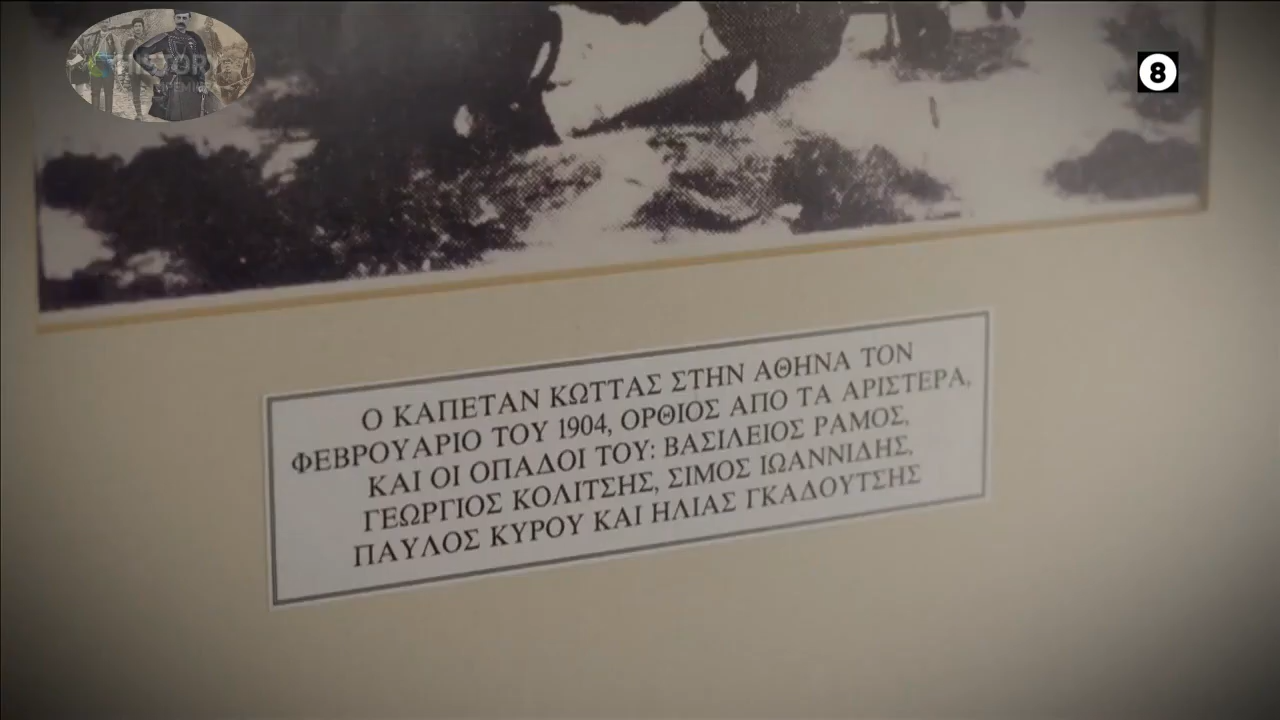 HISTORY
8
Ο ΚΑΠΕΤΑΝ ΚΩΤΤΑΣ ΣΤΗΝ ΑΘΗΝΑ ΤΟΝ
ΦΕΒΡΟΥΑΡΙΟ ΤΟΥ 1904, ΟΡΘΙΟΣ ΑΠΟ ΤΑ ΑΡΙΣΤΕΡΑ,
ΚΑΙ ΟΙ ΟΠΑΔΟΙ ΤΟΥ: ΒΑΣΙΛΕΙΟΣ ΡΑΜΟΣ,
ΓΕΩΡΓΙΟΣ ΚΟΛΙΤΣΗΣ, ΣΙΜΟΣ ΙΩΑΝΝΙΔΗΣ,
ΠΑΥΛΟΣ ΚΥΡΟΥ ΚΑΙ ΗΛΙΑΣ ΓΚΑΔΟΥΤΣΗΣ